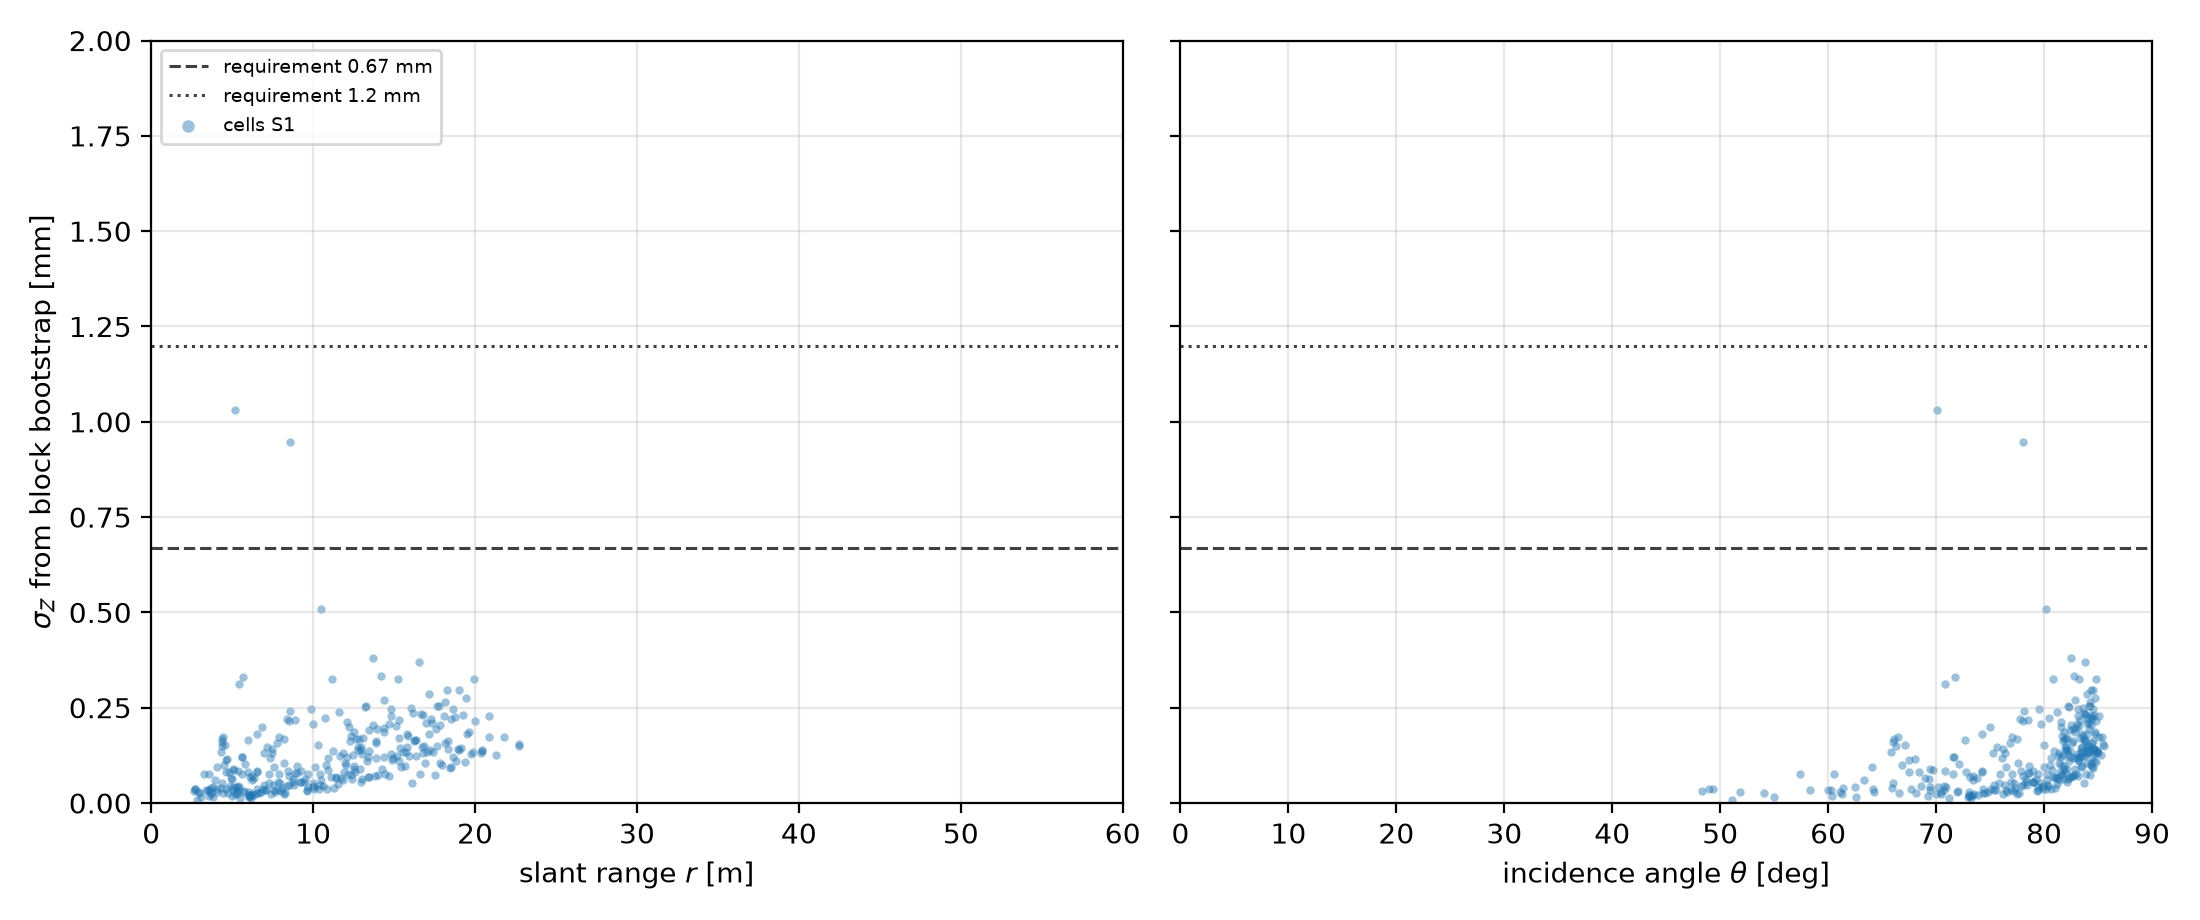 σZ from block bootstrap [mm]
2.00
1.75
1.50
1.25
1.00
0.75
0.50
0.25
0.00
requirement 0.67 mm
requirement 1.2 mm
cells S1
0 10 20 30 40 50 60
slant range r [m]
0 10 20 30 40 50 60 70 80 90
incidence angle θ [deg]